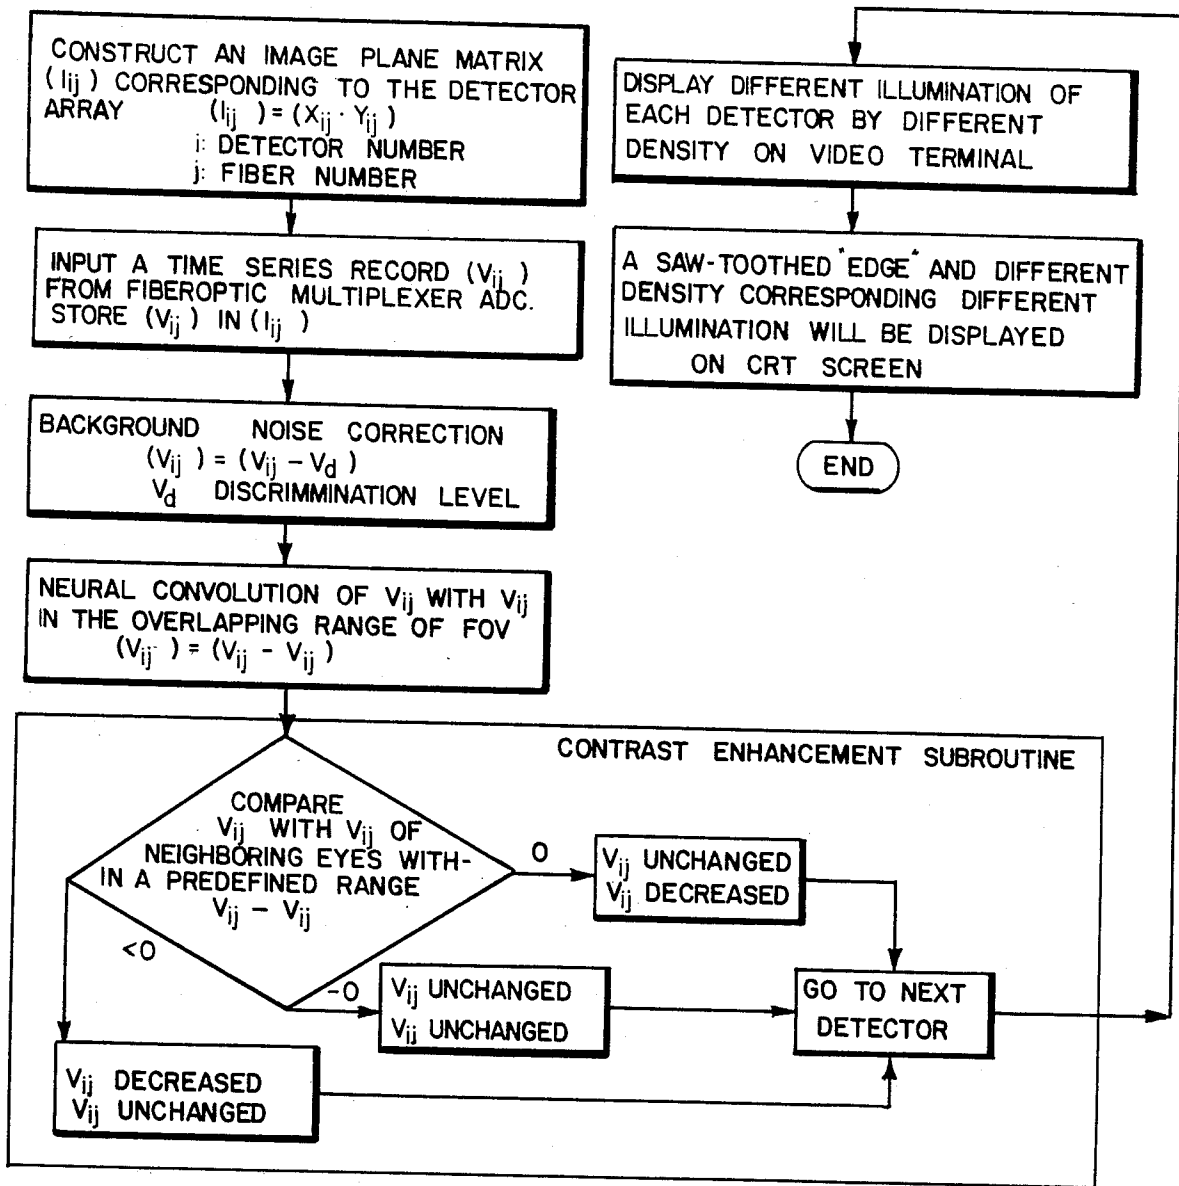 CONSTRUCT AN IMAGE PLANE MATRIX
(Iij) CORRESPONDING TO THE DETECTOR
ARRAY (Iij) = (Xij · Yij)
i: DETECTOR NUMBER
j: FIBER NUMBER
INPUT A TIME SERIES RECORD (Vij)
FROM FIBEROPTIC MULTIPLEXER ADC.
STORE (Vij) IN (Iij)
BACKGROUND NOISE CORRECTION
(Vij) = (Vij - Vd)
Vd DISCRIMMINATION LEVEL
NEURAL CONVOLUTION OF Vij WITH Vij
IN THE OVERLAPPING RANGE OF FOV
(Vij) = (Vij - Vij)
CONTRAST ENHANCEMENT SUBROUTINE
COMPARE
Vij WITH Vij OF
NEIGHBORING EYES WITH-
IN A PREDEFINED RANGE
Vij - Vij
O
<O
-O
Vij UNCHANGED
Vij DECREASED
Vij UNCHANGED
Vij UNCHANGED
Vij DECREASED
Vij UNCHANGED
GO TO NEXT
DETECTOR
DISPLAY DIFFERENT ILLUMINATION OF
EACH DETECTOR BY DIFFERENT
DENSITY ON VIDEO TERMINAL
A SAW-TOOTHED "EDGE" AND DIFFERENT
DENSITY CORRESPONDING DIFFERENT
ILLUMINATION WILL BE DISPLAYED
ON CRT SCREEN
END